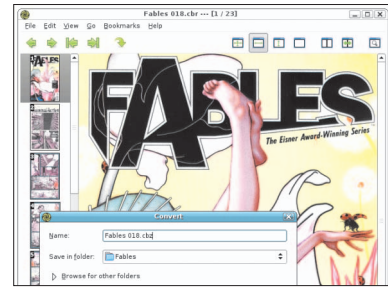 Fables 018.cbr --- [1 / 23]
File Edit View Go Bookmarks Help
FABLES
FABLES
The Eisner Award-Winning Series
Convert
Name: Fables 018.cbz
Save in folder: Fables
Browse for other folders